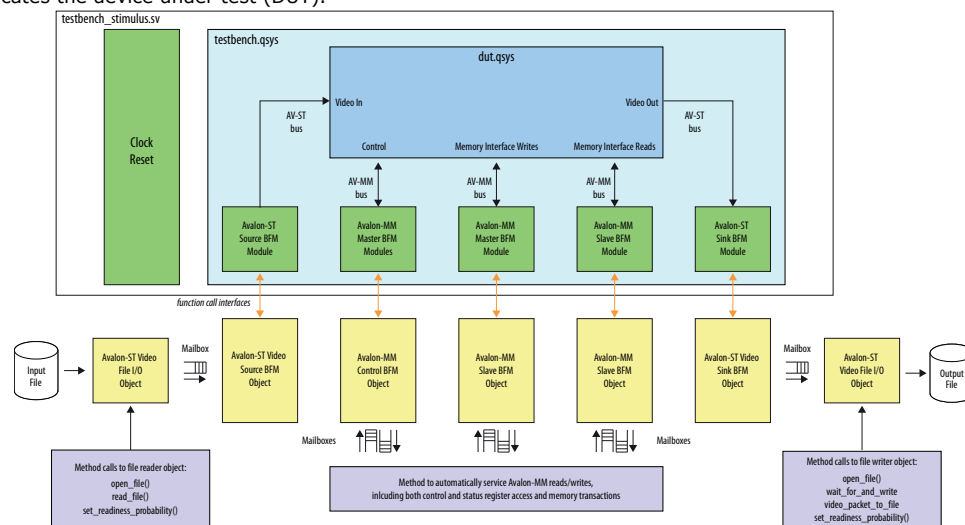 cates the device under test (DUT).
testbench_stimulus.sv
testbench.qsys
dut.qsys
Video In
Video Out
AV-ST
bus
AV-ST
bus
Clock
Reset
Control
Memory Interface Writes
Memory Interface Reads
AV-MM
bus
AV-MM
bus
AV-MM
bus
Avalon-ST
Source BFM
Module
Avalon-MM
Master BFM
Modules
Avalon-MM
Master BFM
Module
Avalon-MM
Slave BFM
Module
Avalon-ST
Sink BFM
Module
function call interfaces
Input
File
Avalon-ST Video
File I/O
Object
Mailbox
Avalon-ST Video
Source BFM
Object
Avalon-MM
Control BFM
Object
Avalon-MM
Slave BFM
Object
Avalon-MM
Slave BFM
Object
Avalon-ST Video
Sink BFM
Object
Mailbox
Avalon-ST
Video File I/O
Object
Output
File
Mailboxes
Mailboxes
Method calls to file reader object:
open_file()
read_file()
set_readiness_probability()
Method to automatically service Avalon-MM reads/writes,
inlcuding both control and status register access and memory transactions
Method calls to file writer object:
open_file()
wait_for_and_write
video_packet_to_file
set_readiness_probability()